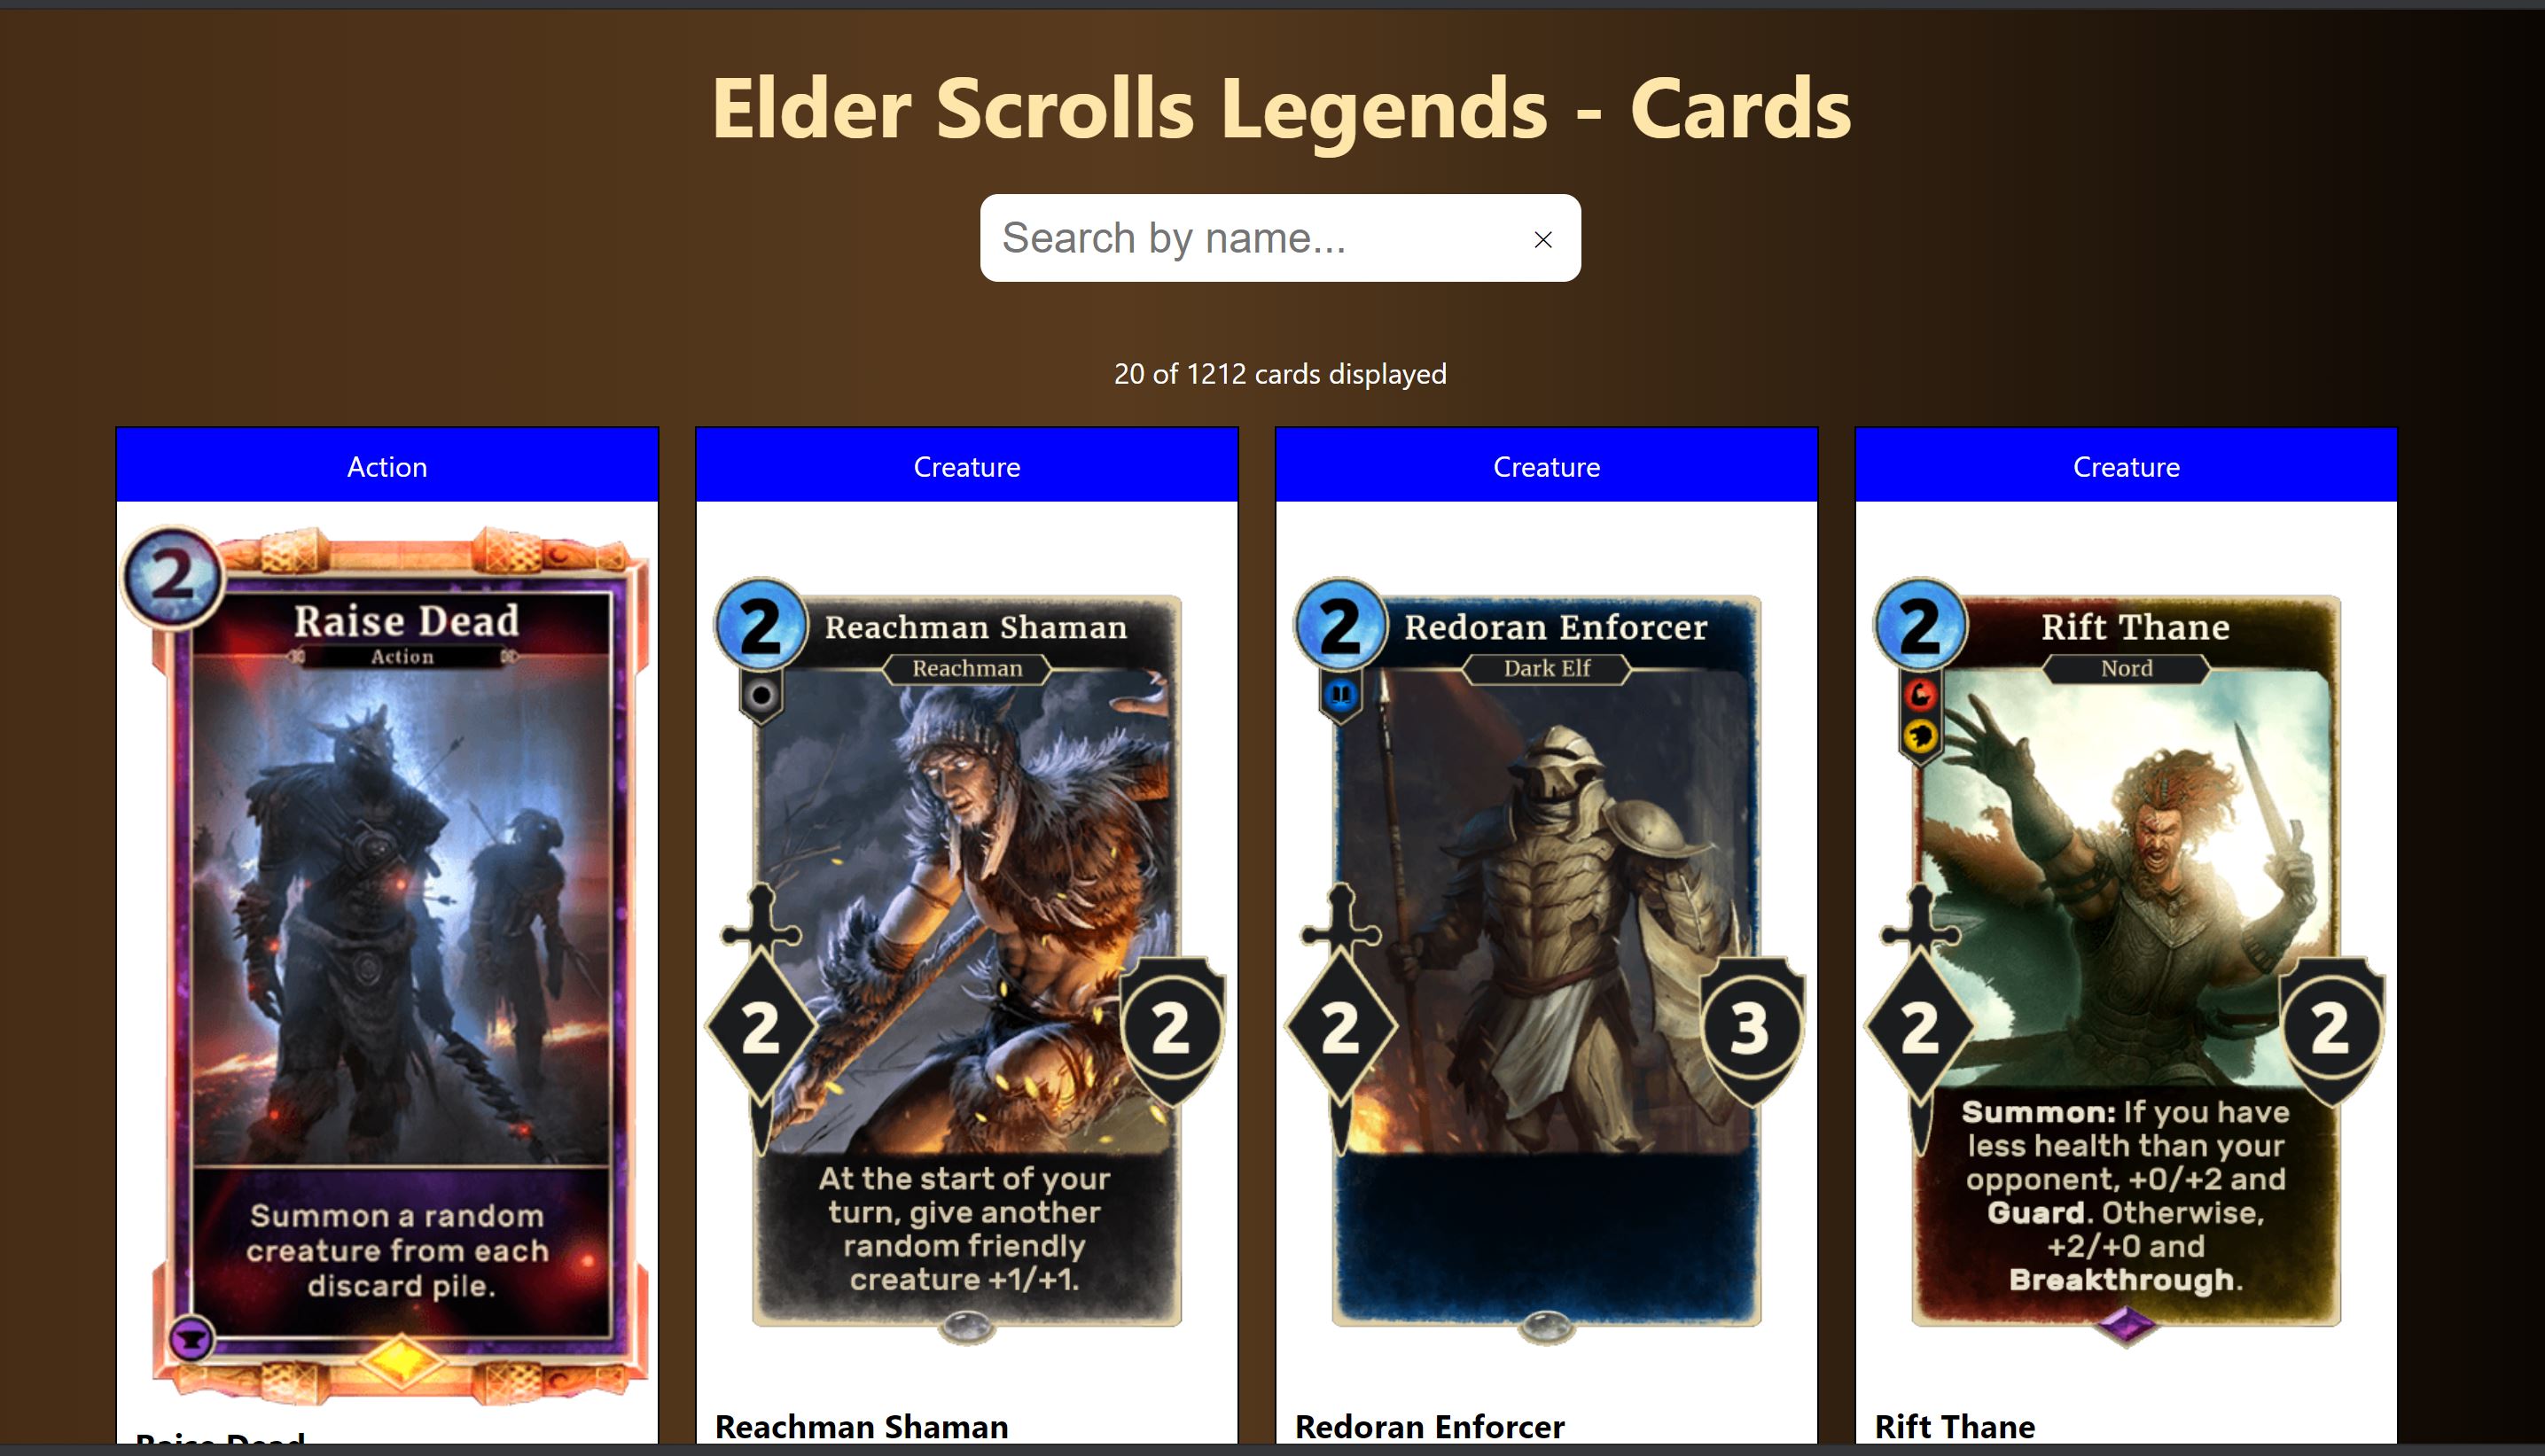 Elder Scrolls Legends - Cards
Search by name...
20 of 1212 cards displayed
Action
2
Raise Dead
Action
Summon a random
creature from each
discard pile.
Raise Dead
Creature
2
Reachman Shaman
Reachman
2
2
At the start of your
turn, give another
random friendly
creature +1/+1.
Reachman Shaman
Creature
2
Redoran Enforcer
Dark Elf
2
3
Redoran Enforcer
Creature
2
Rift Thane
Nord
2
2
Summon: If you have
less health than your
opponent, +0/+2 and
Guard. Otherwise,
+2/+0 and
Breakthrough.
Rift Thane